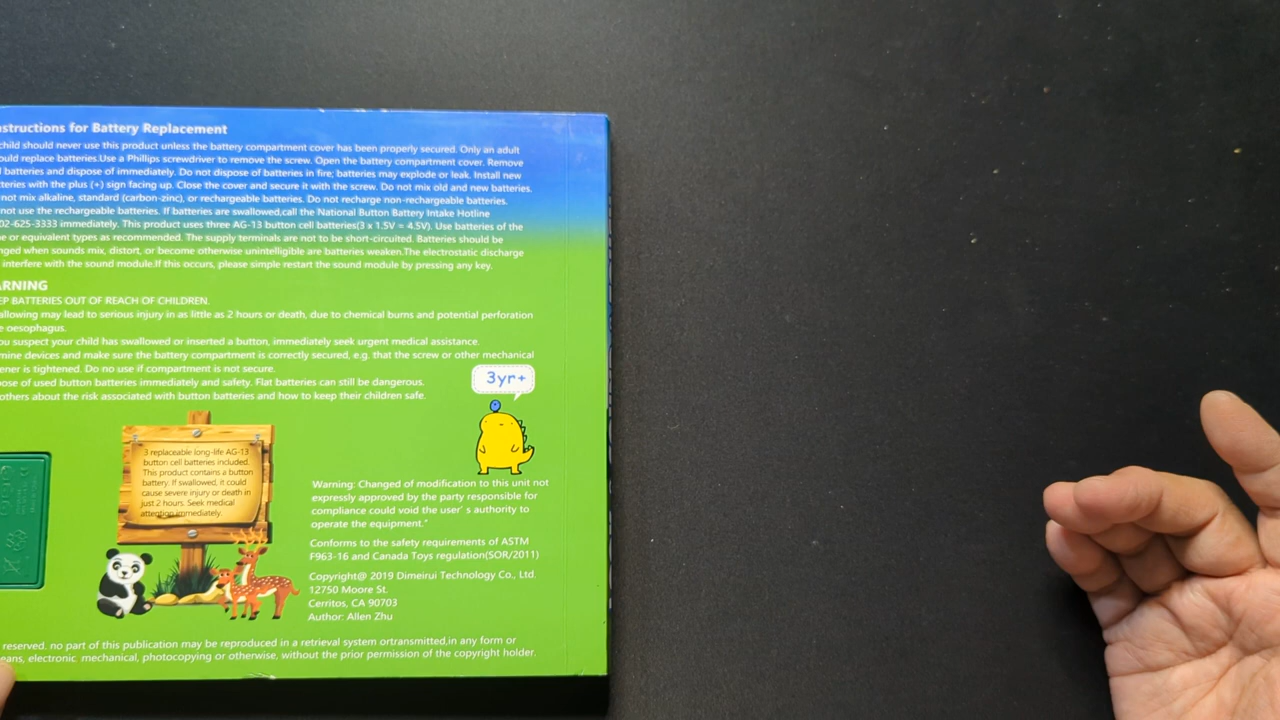 nstructions for Battery Replacement
child should never use this product unless the battery compartment cover has been properly secured. Only an adult
ould replace batteries.Use a Phillips screwdriver to remove the screw. Open the battery compartment cover. Remove
batteries and dispose of immediately. Do not dispose of batteries in fire; batteries may explode or leak. Install new
teries with the plus (+) sign facing up. Close the cover and secure it with the screw. Do not mix old and new batteries.
not mix alkaline, standard (carbon-zinc), or rechargeable batteries. Do not recharge non-rechargeable batteries.
not use the rechargeable batteries. If batteries are swallowed,call the National Button Battery Intake Hotline
02-625-3333 immediately. This product uses three AG-13 button cell batteries(3 x 1.5V = 4.5V). Use batteries of the
e or equivalent types as recommended. The supply terminals are not to be short-circuited. Batteries should be
nged when sounds mix, distort, or become otherwise unintelligible are batteries weaken.The electrostatic discharge
interfere with the sound module.If this occurs, please simple restart the sound module by pressing any key.
ARNING
EP BATTERIES OUT OF REACH OF CHILDREN.
allowing may lead to serious injury in as little as 2 hours or death, due to chemical burns and potential perforation
e oesophagus.
ou suspect your child has swallowed or inserted a button, immediately seek urgent medical assistance.
mine devices and make sure the battery compartment is correctly secured, e.g. that the screw or other mechanical
ener is tightened. Do no use if compartment is not secure.
pose of used button batteries immediately and safety. Flat batteries can still be dangerous.
others about the risk associated with button batteries and how to keep their children safe.
3yr+
3 replaceable long-life AG-13
button cell batteries included.
This product contains a button
battery. If swallowed, it could
cause severe injury or death in
just 2 hours. Seek medical
attention immediately.
Warning: Changed of modification to this unit not
expressly approved by the party responsible for
compliance could void the user' s authority to
operate the equipment.'
Conforms to the safety requirements of ASTM
F963-16 and Canada Toys regulation(SOR/2011)
Copyright@ 2019 Dimeirui Technology Co., Ltd.
12750 Moore St.
Cerritos, CA 90703
Author: Allen Zhu
reserved. no part of this publication may be reproduced in a retrieval system ortransmitted,in any form or
eans, electronic mechanical, photocopying or otherwise, without the prior permission of the copyright holder.